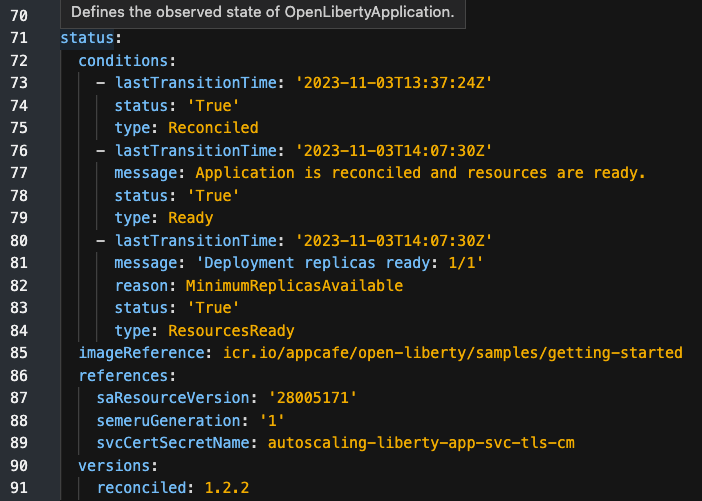 Defines the observed state of OpenLibertyApplication.
70
71 status:
72 conditions:
73 - lastTransitionTime: '2023-11-03T13:37:24Z'
74 status: 'True'
75 type: Reconciled
76 - lastTransitionTime: '2023-11-03T14:07:30Z'
77 message: Application is reconciled and resources are ready.
78 status: 'True'
79 type: Ready
80 - lastTransitionTime: '2023-11-03T14:07:30Z'
81 message: 'Deployment replicas ready: 1/1'
82 reason: MinimumReplicasAvailable
83 status: 'True'
84 type: ResourcesReady
85 imageReference: icr.io/appcafe/open-liberty/samples/getting-started
86 references:
87 saResourceVersion: '28005171'
88 semeruGeneration: '1'
89 svcCertSecretName: autoscaling-liberty-app-svc-tls-cm
90 versions:
91 reconciled: 1.2.2